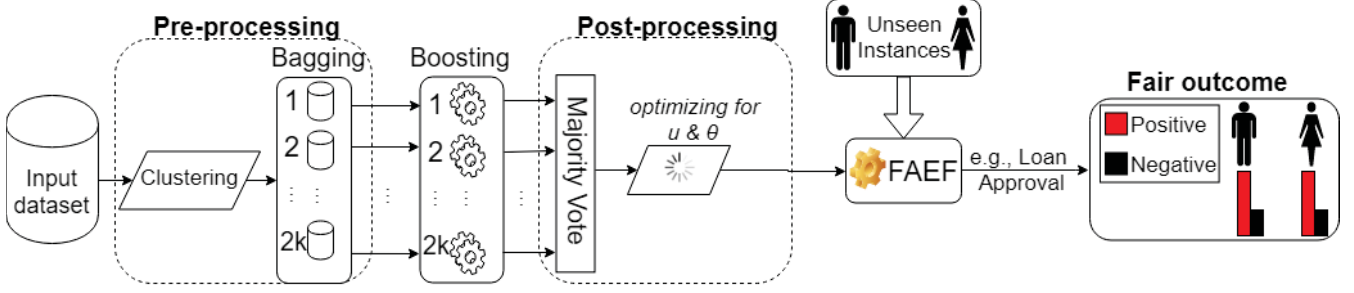 Pre-processing
Post-processing
Bagging
Boosting
Input
dataset
Clustering
1
2
2k
1
2
2k
Majority Vote
optimizing for
u & θ
Unseen
Instances
FAEF
e.g., Loan
Approval
Fair outcome
Positive
Negative